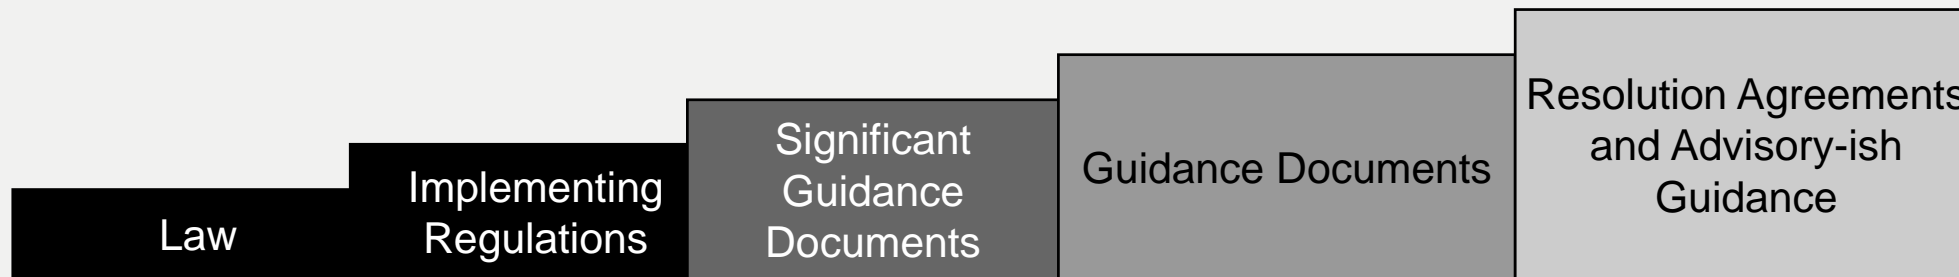 Law
Implementing
Regulations
Significant
Guidance
Documents
Guidance Documents
Resolution Agreements
and Advisory-ish
Guidance